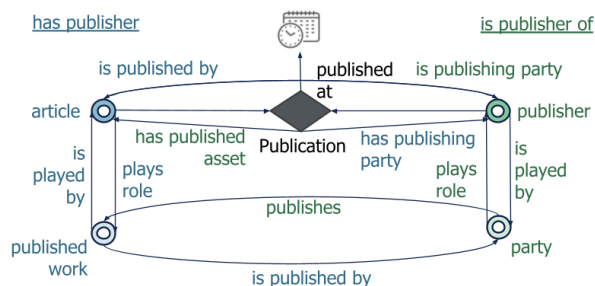 has publisher
is publisher of
is published by
published
at
is publishing party
article
publisher
has published
asset
Publication
has publishing
party
is
played
by
plays
role
plays
role
is
played
by
publishes
published
work
party
is published by